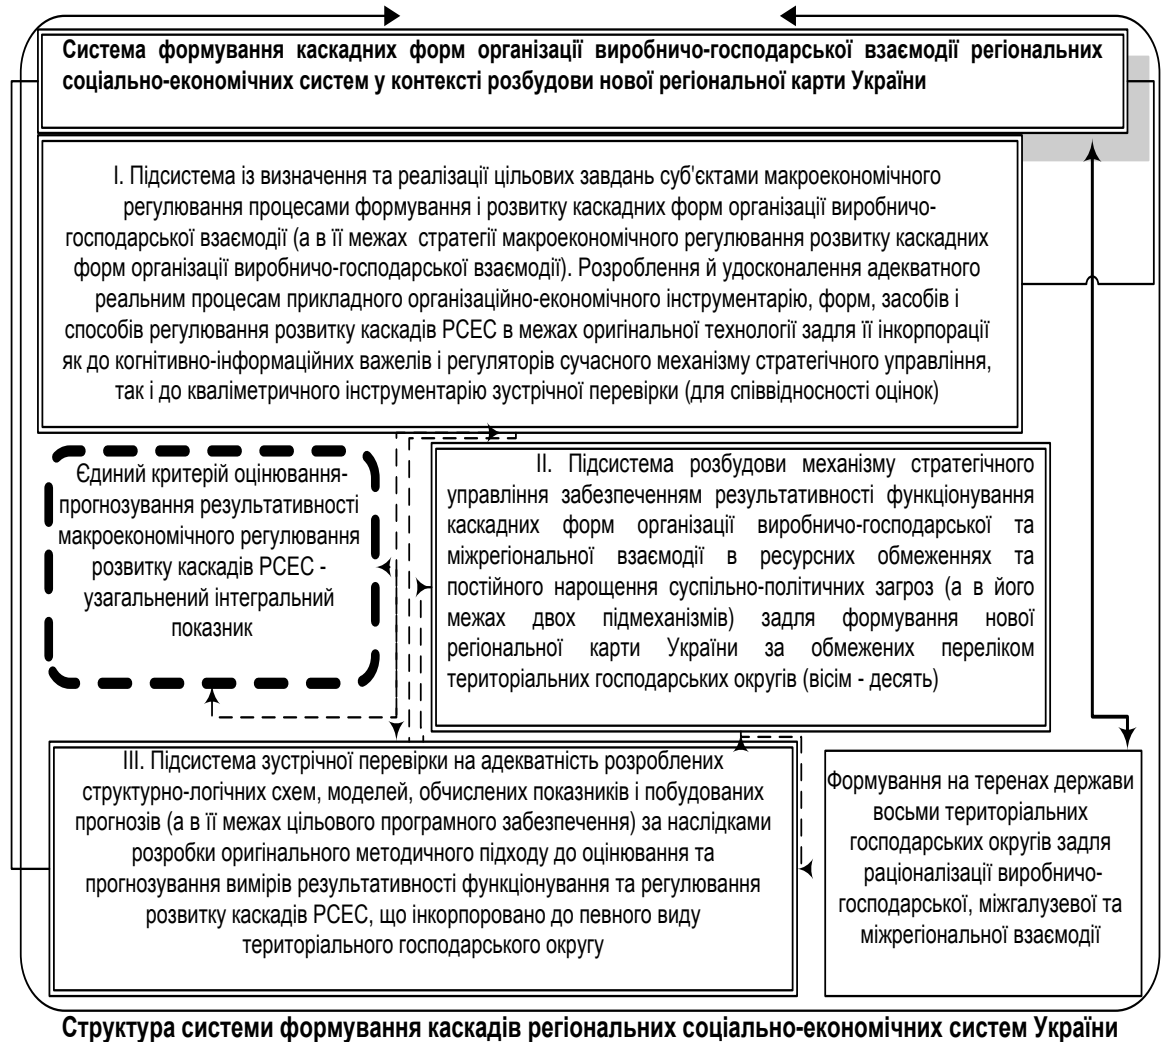 Система формування каскадних форм організації виробничо-господарської взаємодії регіональних
соціально-економічних систем у контексті розбудови нової регіональної карти України
І. Підсистема із визначення та реалізації цільових завдань суб'єктами макроекономічного
регулювання процесами формування і розвитку каскадних форм організації виробничо-
господарської взаємодії (а в її межах стратегії макроекономічного регулювання розвитку каскадних
форм організації виробничо-господарської взаємодії). Розроблення й удосконалення адекватного
реальним процесам прикладного організаційно-економічного інструментарію, форм, засобів і
способів регулювання розвитку каскадів РСЕС в межах оригінальної технології задля її інкорпорації
як до когнітивно-інформаційних важелів і регуляторів сучасного механізму стратегічного управління,
так і до кваліметричного інструментарію зустрічної перевірки (для співвідносності оцінок)
Єдиний критерій оцінювання-
прогнозування результативності
макроекономічного регулювання
розвитку каскадів РСЕС -
узагальнений інтегральний
показник
ІІ. Підсистема розбудови механізму стратегічного
управління забезпеченням результативності функціонування
каскадних форм організації виробничо-господарської та
міжрегіональної взаємодії в ресурсних обмеженнях та
постійного нарощення суспільно-політичних загроз (а в його
межах двох підмеханізмів) задля формування нової
регіональної карти України за обмежених переліком
територіальних господарських округів (вісім - десять)
ІІІ. Підсистема зустрічної перевірки на адекватність розроблених
структурно-логічних схем, моделей, обчислених показників і побудованих
прогнозів (а в її межах цільового програмного забезпечення) за наслідками
розробки оригінального методичного підходу до оцінювання та
прогнозування вимірів результативності функціонування та регулювання
розвитку каскадів РСЕС, що інкорпоровано до певного виду
територіального господарського округу
Формування на теренах держави
восьми територіальних
господарських округів задля
раціоналізації виробничо-
господарської, міжгалузевої та
міжрегіональної взаємодії
Структура системи формування каскадів регіональних соціально-економічних систем України